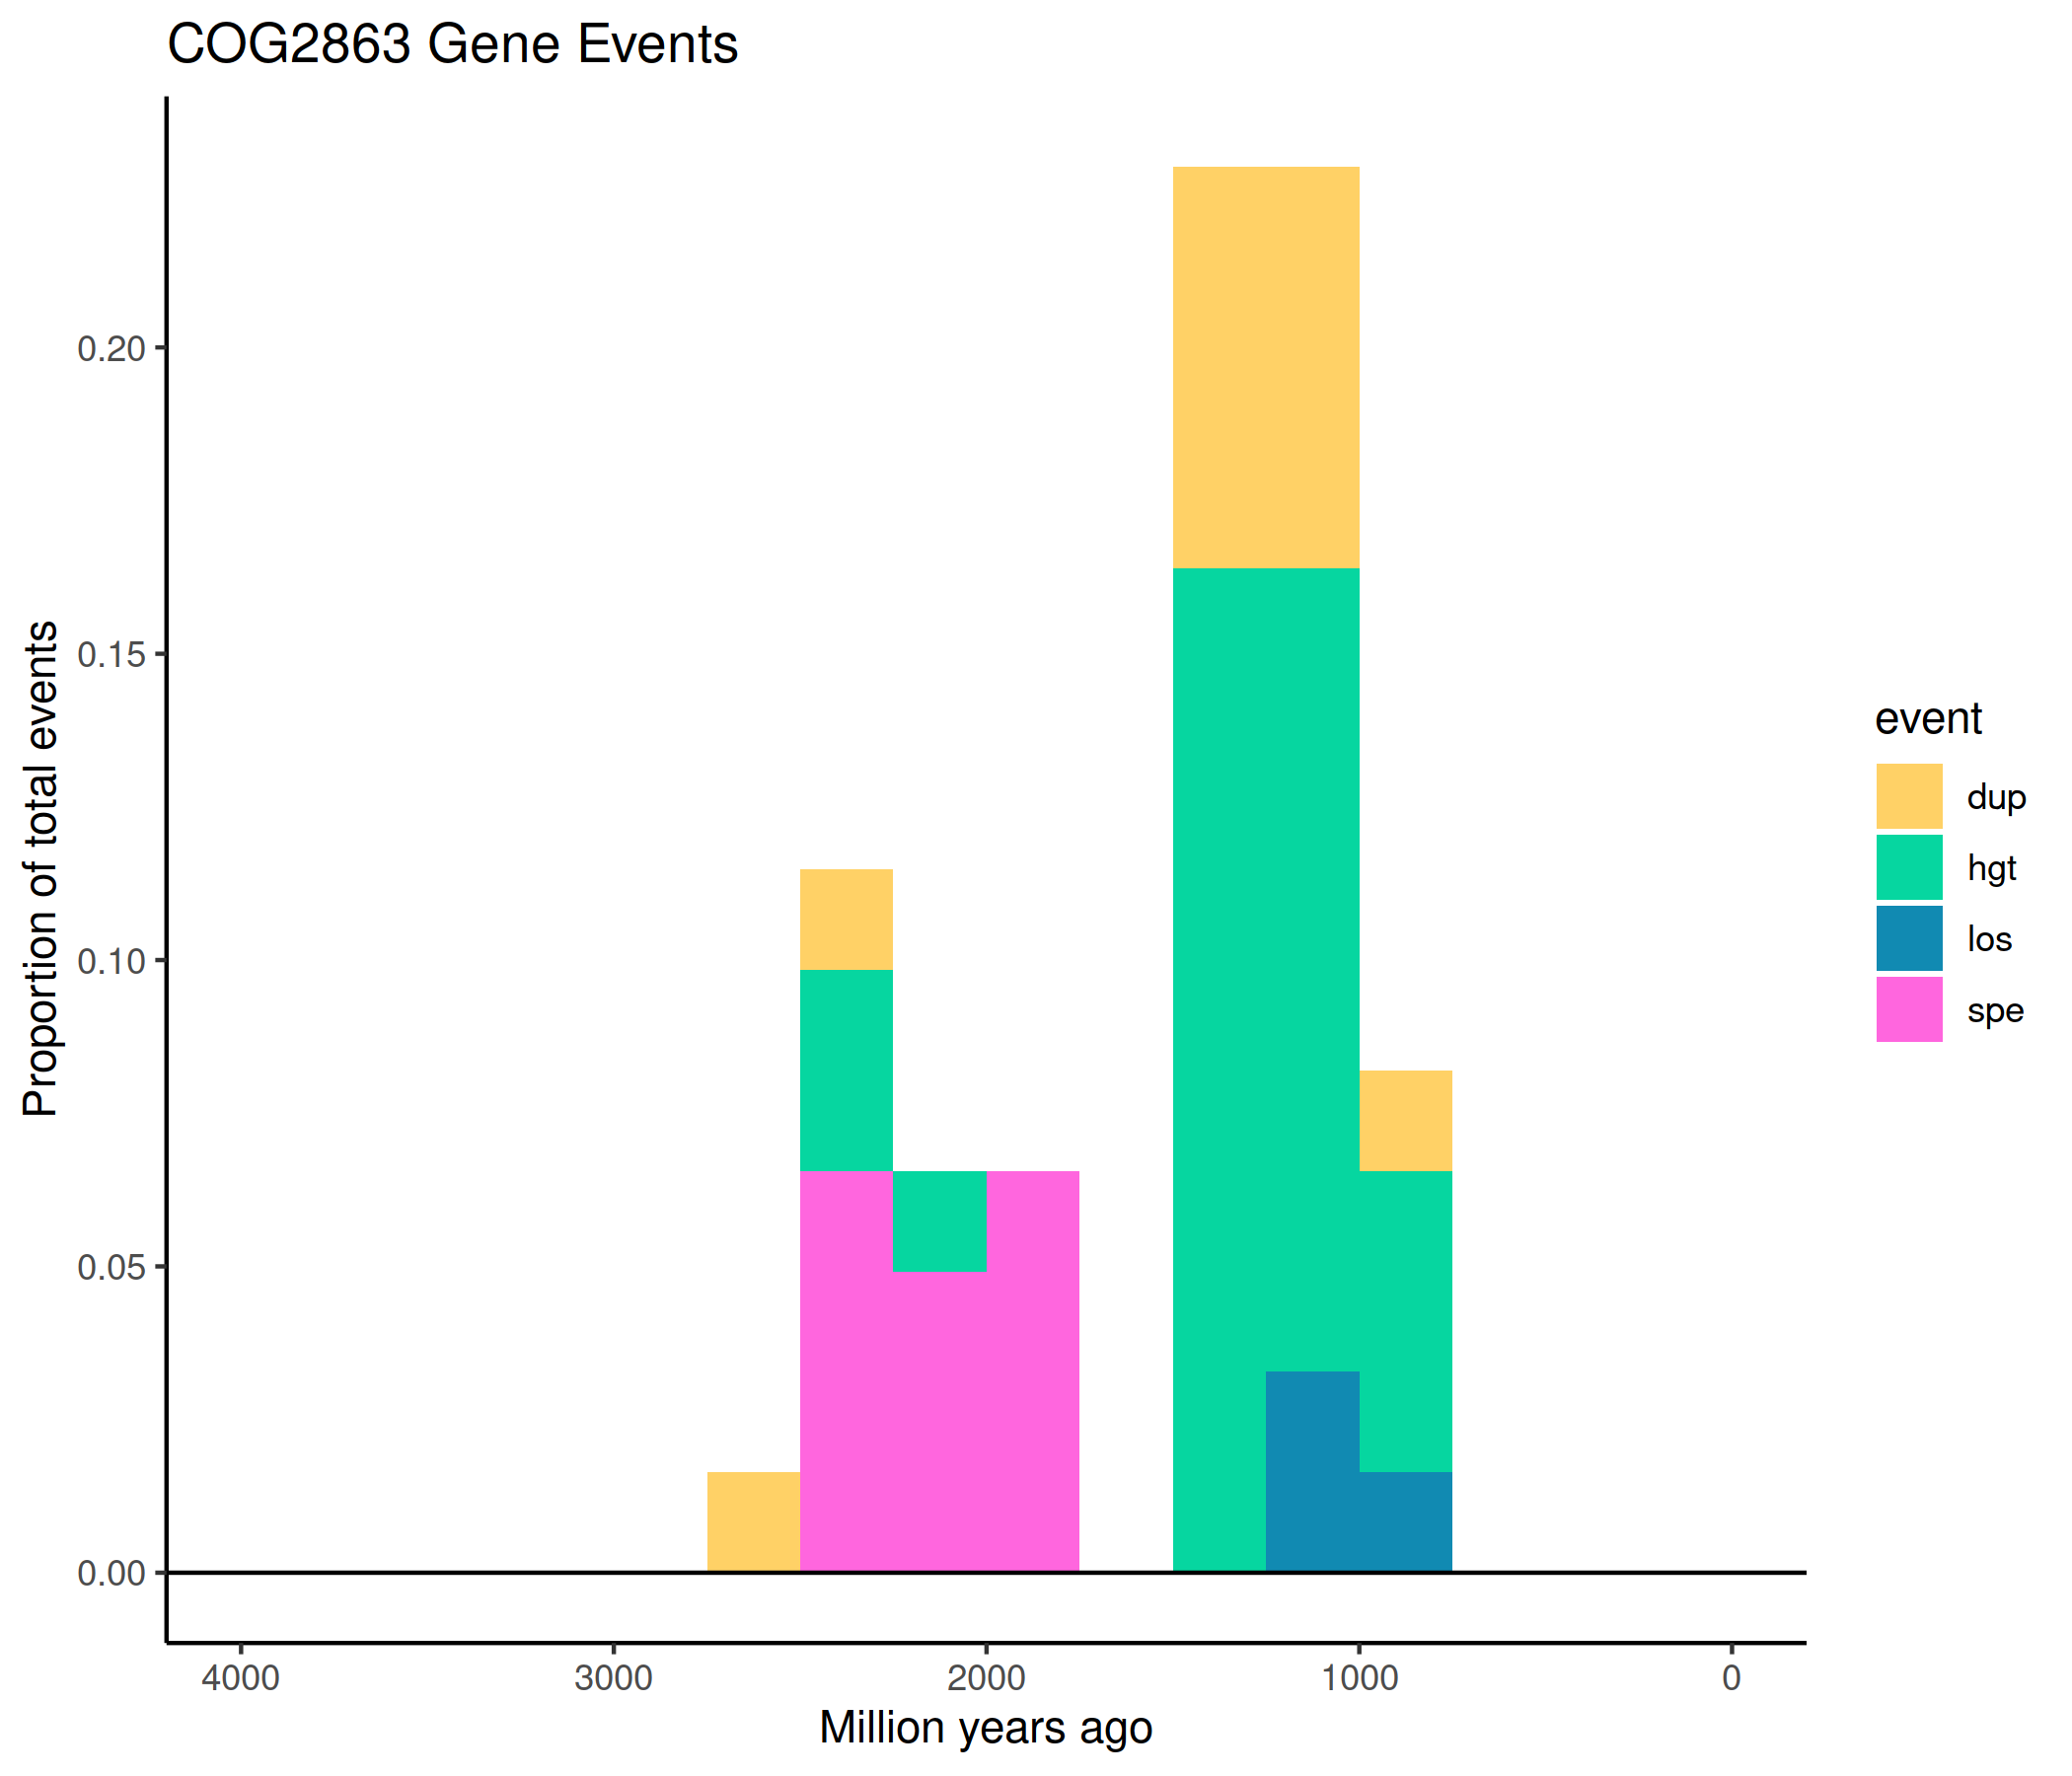 COG2863 Gene Events
Proportion of total events
0.20
0.15
0.10
0.05
0.00
4000 3000 2000 1000 0
Million years ago
event
dup
hgt
los
spe